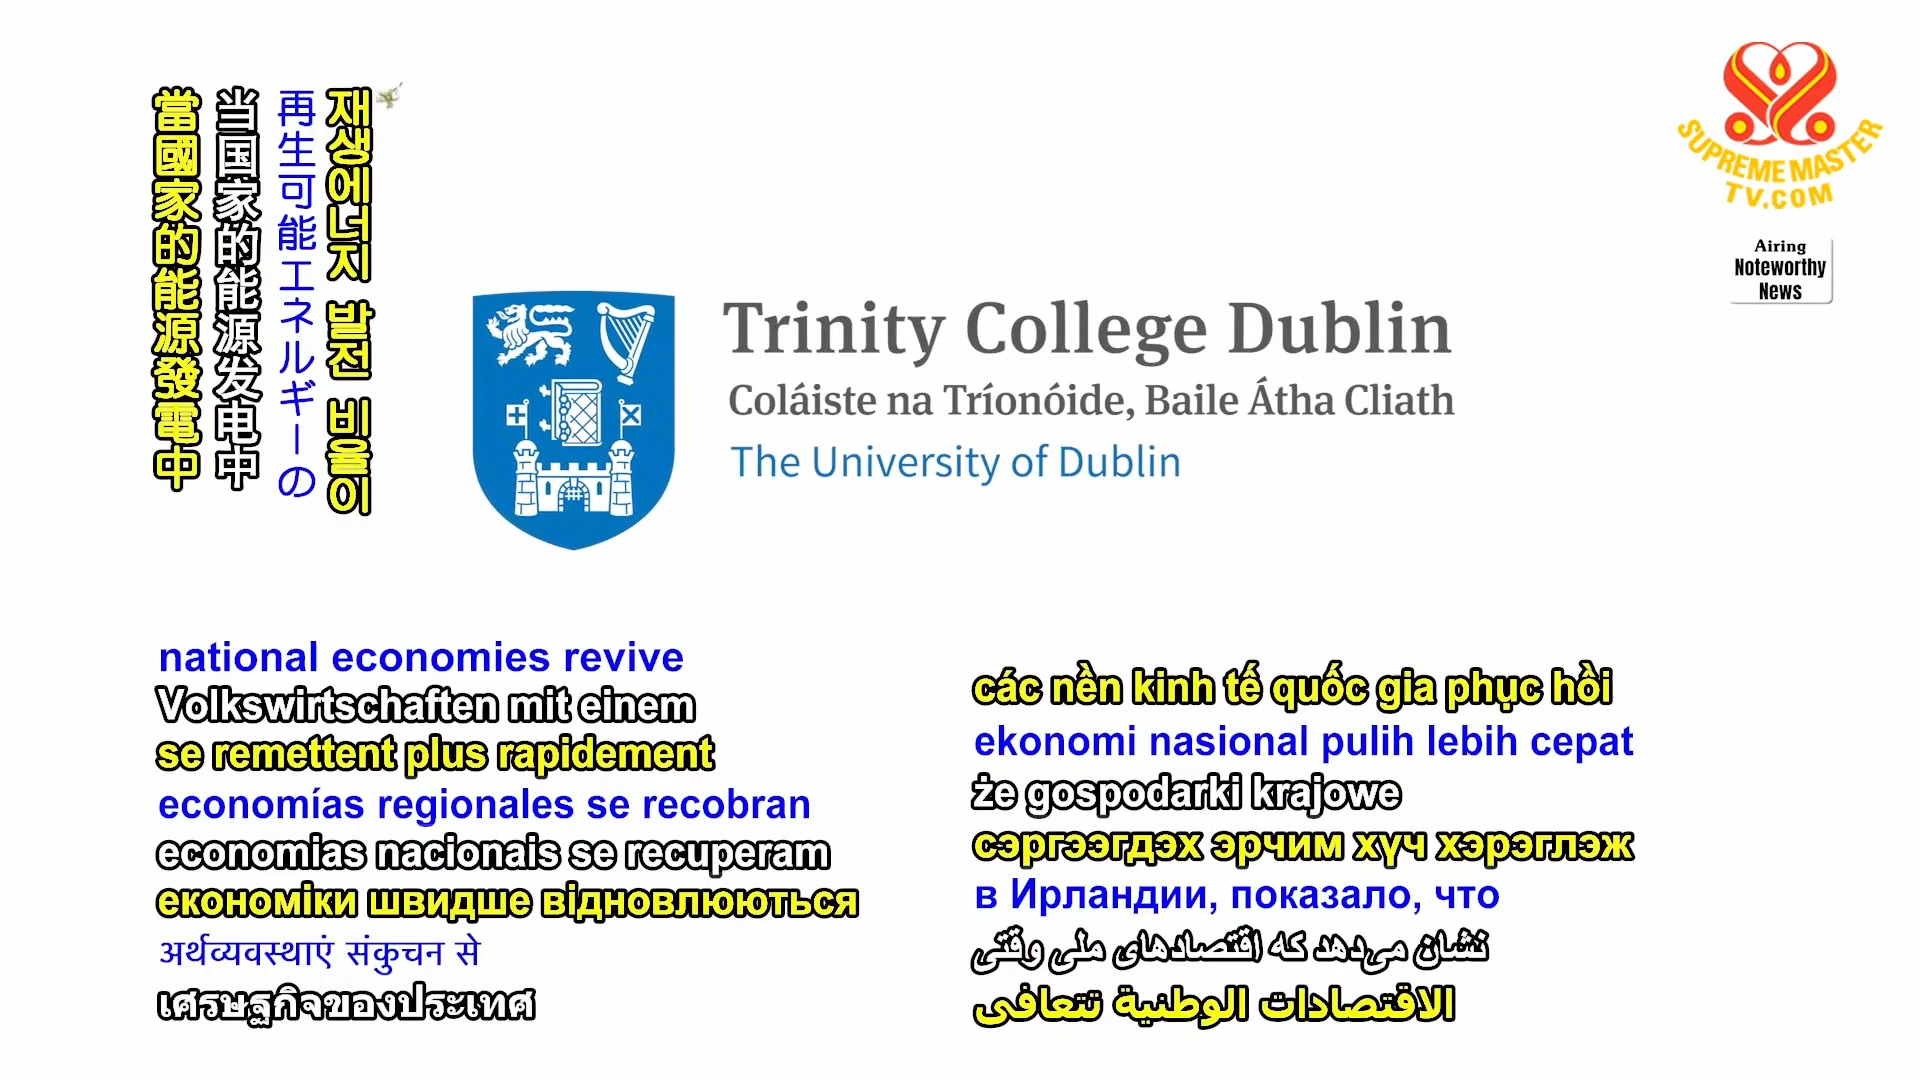 當國家的能源發電中
当国家的能源发电中
再生可能エネルギーの
재생에너지 발전 비율이
SUPREME MASTER
TV.COM
Airing
Noteworthy
News
Trinity College Dublin
Coláiste na Tríonóide, Baile Átha Cliath
The University of Dublin
national economies revive
Volkswirtschaften mit einem
se remettent plus rapidement
economías regionales se recobran
economias nacionais se recuperam
економіки швидше відновлюються
अर्थव्यवस्थाएं संकुचन से
เศรษฐกิจของประเทศ
các nền kinh tế quốc gia phục hồi
ekonomi nasional pulih lebih cepat
że gospodarki krajowe
сэргээгдэх эрчим хүч хэрэглэж
в Ирландии, показало, что
نشان می‌دهد که اقتصادهای ملی وقتی
الاقتصادات الوطنية تتعافى